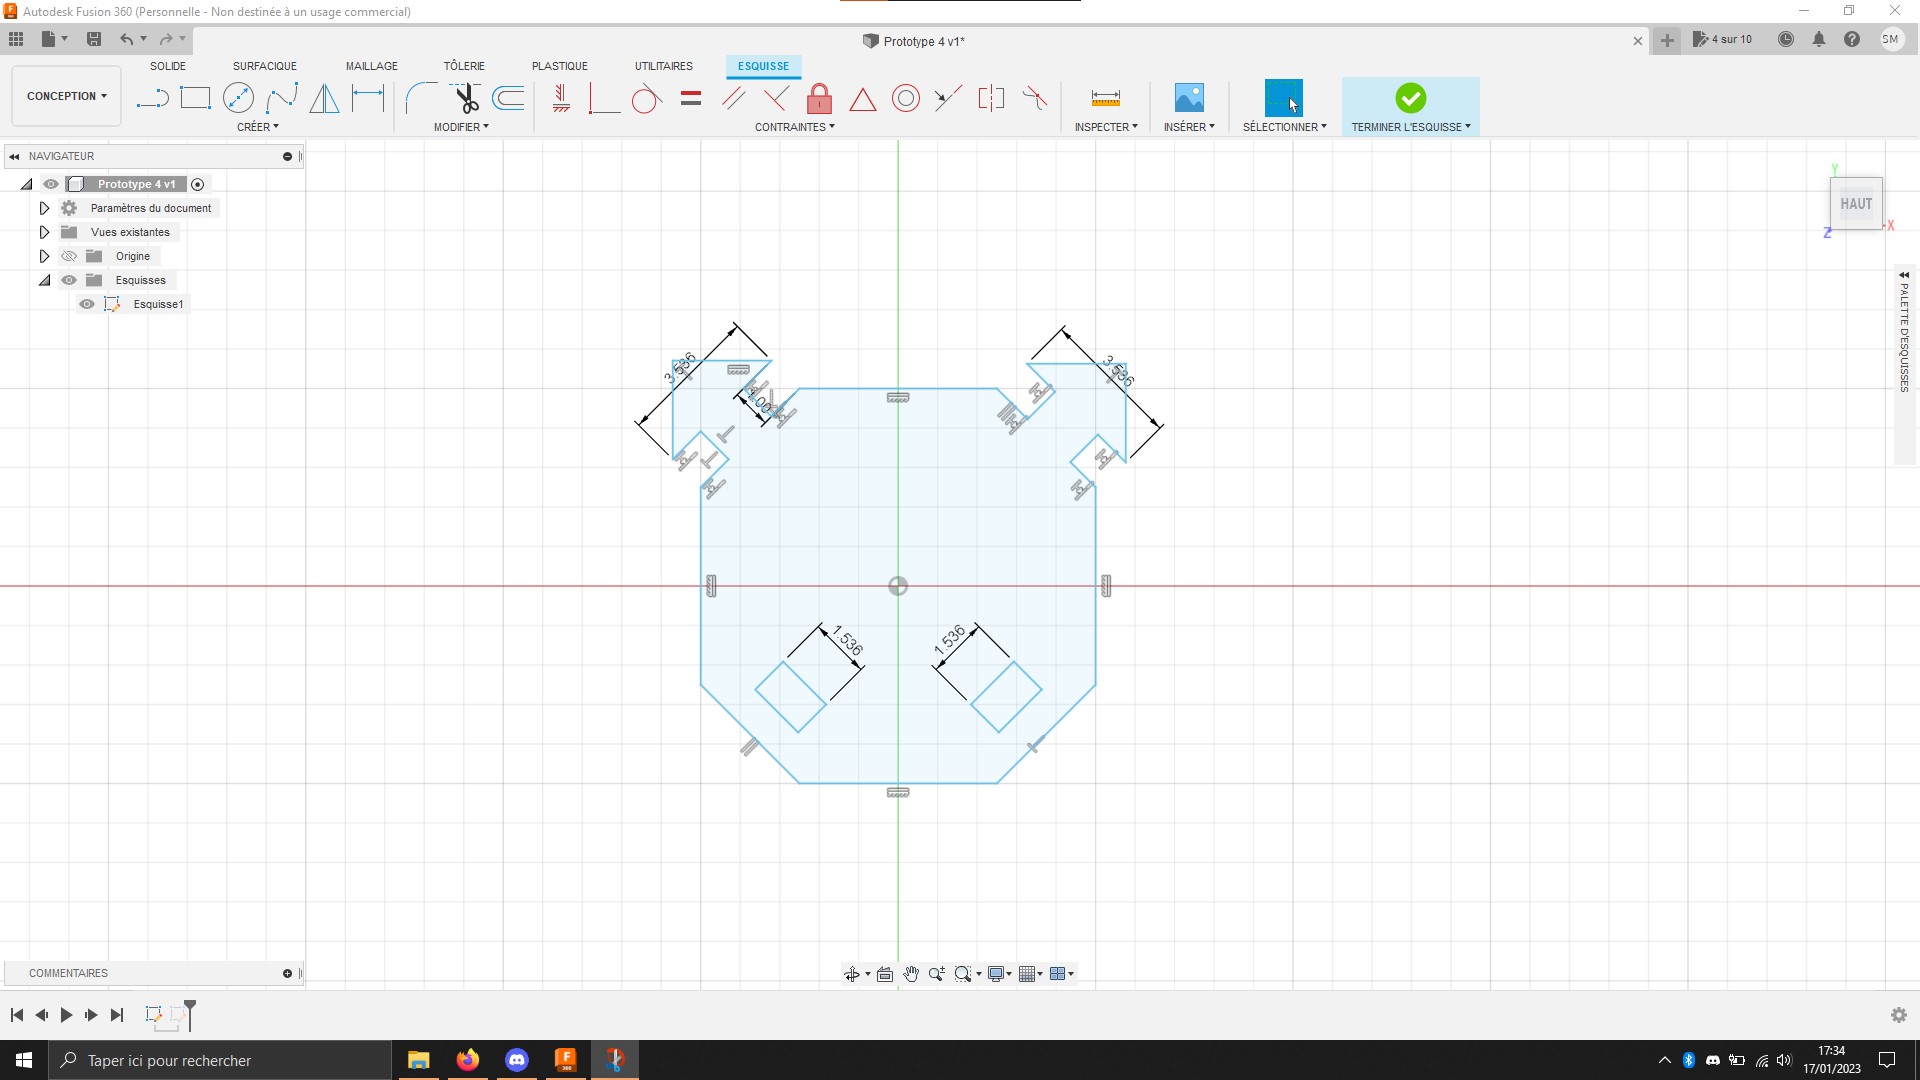 Autodesk Fusion 360 (Personnelle - Non destinée à un usage commercial)
Prototype 4 v1*
4 sur 10
SM
SOLIDE
SURFACIQUE
MAILLAGE
TÔLERIE
PLASTIQUE
UTILITAIRES
ESQUISSE
CONCEPTION
CRÉER
MODIFIER
CONTRAINTES
INSPECTER
INSÉRER
SÉLECTIONNER
TERMINER L'ESQUISSE
NAVIGATEUR
Prototype 4 v1
Paramètres du document
Vues existantes
Origine
Esquisses
Esquisse1
Y
HAUT
X
Z
PALETTE D'ESQUISSES
3.536
3.536
1.00
1.536
1.536
COMMENTAIRES
Taper ici pour rechercher
F
360
17:34
17/01/2023